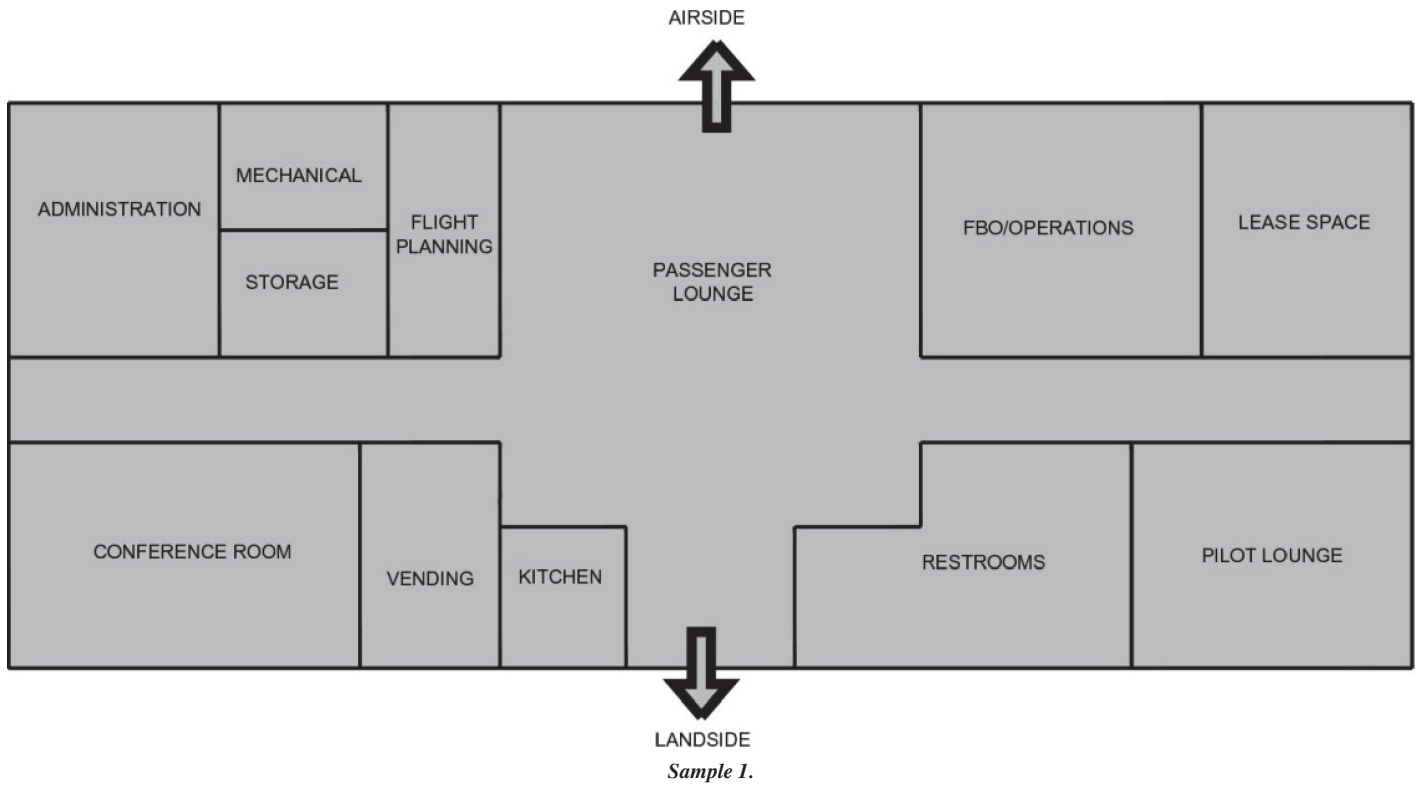 AIRSIDE
MECHANICAL
ADMINISTRATION
FLIGHT
PLANNING
STORAGE
PASSENGER
LOUNGE
FBO/OPERATIONS
LEASE SPACE
CONFERENCE ROOM
VENDING
KITCHEN
RESTROOMS
PILOT LOUNGE
LANDSIDE
Sample 1.